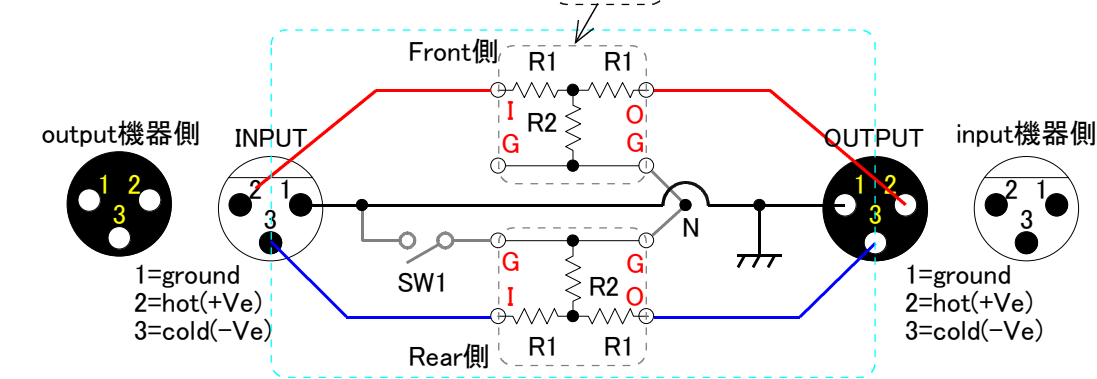 Front側
R1 R1
I O
R2
G G
output機器側
INPUT
OUTPUT
input機器側
1 2
3
2 1
3
1 2
3
2 1
3
N
SW1
G G
R2
I O
R1 R1
Rear側
1=ground
2=hot(+Ve)
3=cold(-Ve)
1=ground
2=hot(+Ve)
3=cold(-Ve)